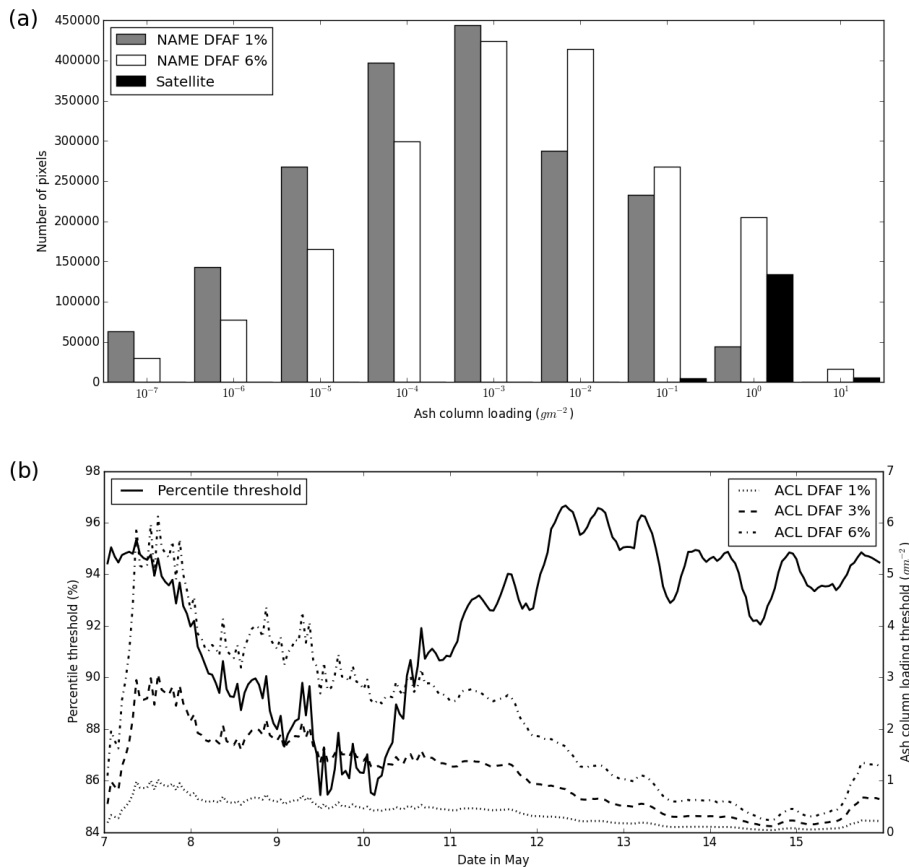 (a)
450000
400000
350000
300000
250000
200000
150000
100000
50000
0
Number of pixels
NAME DFAF 1%
NAME DFAF 6%
Satellite
10⁻⁷ 10⁻⁶ 10⁻⁵ 10⁻⁴ 10⁻³ 10⁻² 10⁻¹ 10⁰ 10¹
Ash column loading (gm⁻²)
(b)
98
96
94
92
90
88
86
84
Percentile threshold (%)
Percentile threshold
ACL DFAF 1%
ACL DFAF 3%
ACL DFAF 6%
7
6
5
4
3
2
1
0
Ash column loading threshold (gm⁻²)
7 8 9 10 11 12 13 14 15
Date in May